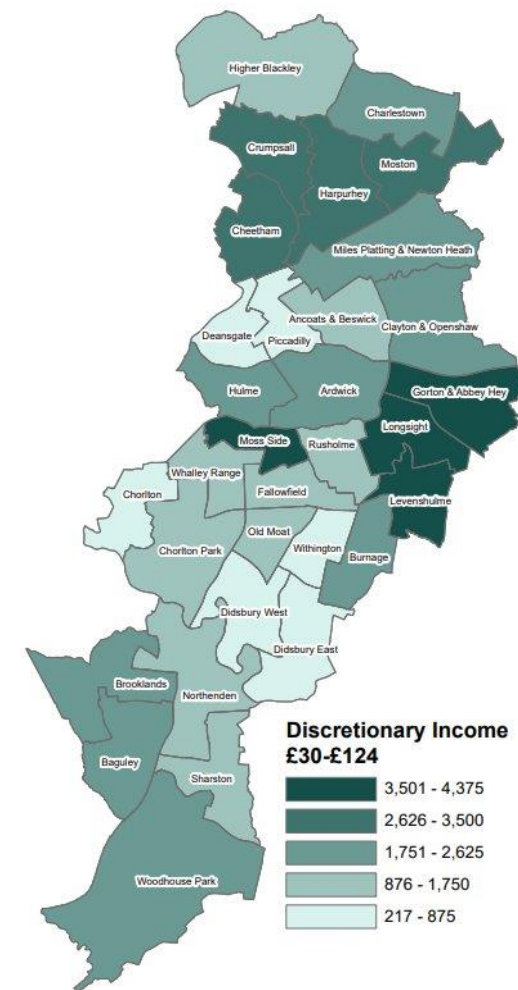 Higher Blackley
Charlestown
Crumpsall
Moston
Harpurhey
Cheetham
Miles Platting & Newton Heath
Ancoats & Beswick
Clayton & Openshaw
Deansgate
Piccadilly
Hulme
Ardwick
Gorton & Abbey Hey
Longsight
Moss Side
Rusholme
Whalley Range
Chorlton
Fallowfield
Levenshulme
Old Moat
Withington
Chorlton Park
Burnage
Didsbury West
Didsbury East
Brooklands
Northenden
Baguley
Sharston
Woodhouse Park
Discretionary Income
£30-£124
3,501 - 4,375
2,626 - 3,500
1,751 - 2,625
876 - 1,750
217 - 875